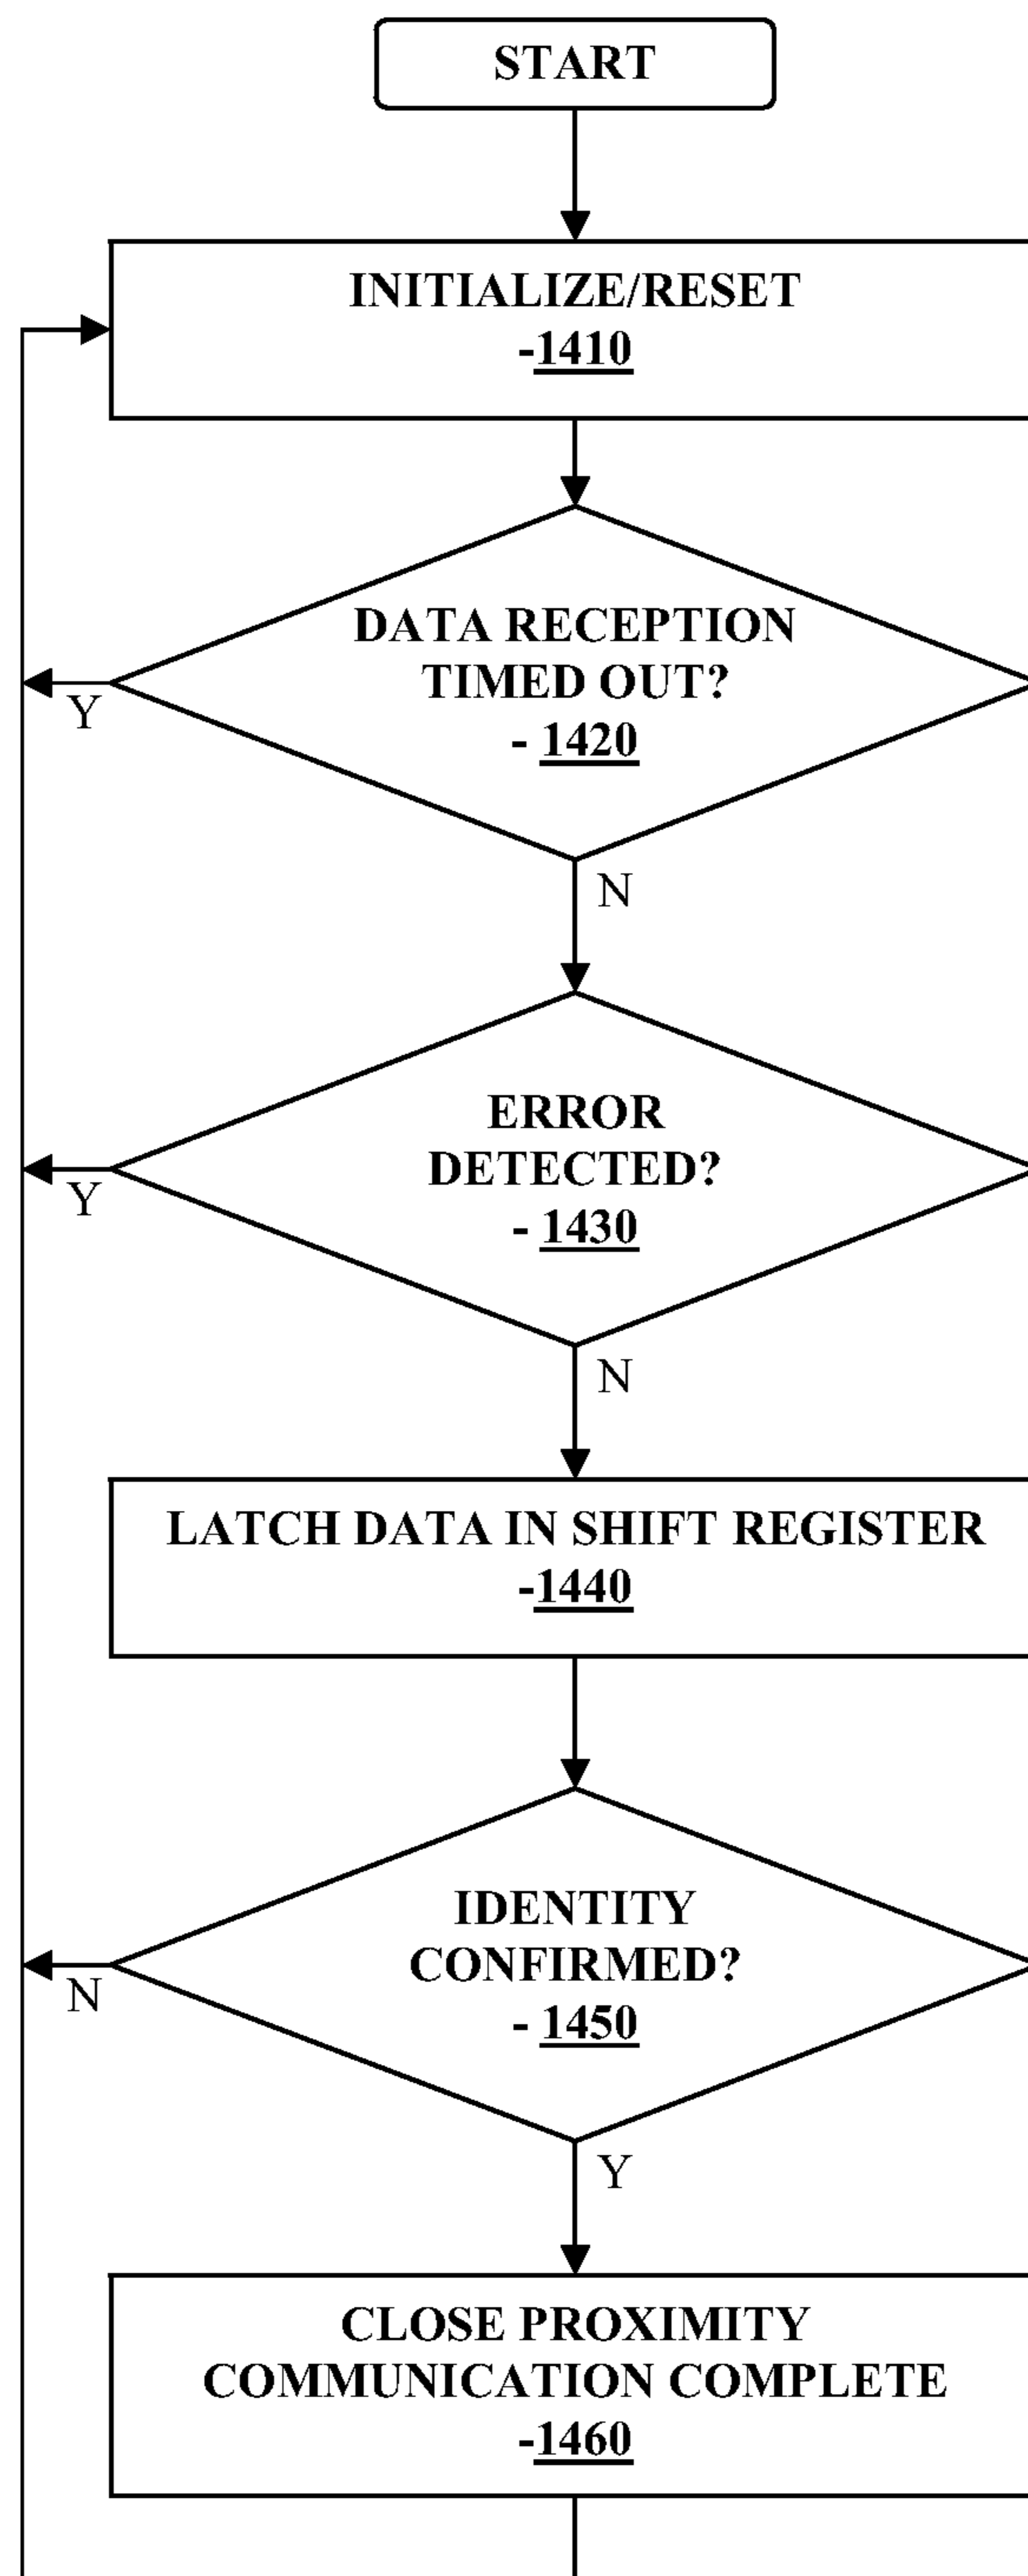 START
INITIALIZE/RESET
-1410
DATA RECEPTION
TIMED OUT?
- 1420
Y
N
ERROR
DETECTED?
- 1430
Y
N
LATCH DATA IN SHIFT REGISTER
-1440
IDENTITY
CONFIRMED?
- 1450
N
Y
CLOSE PROXIMITY
COMMUNICATION COMPLETE
-1460